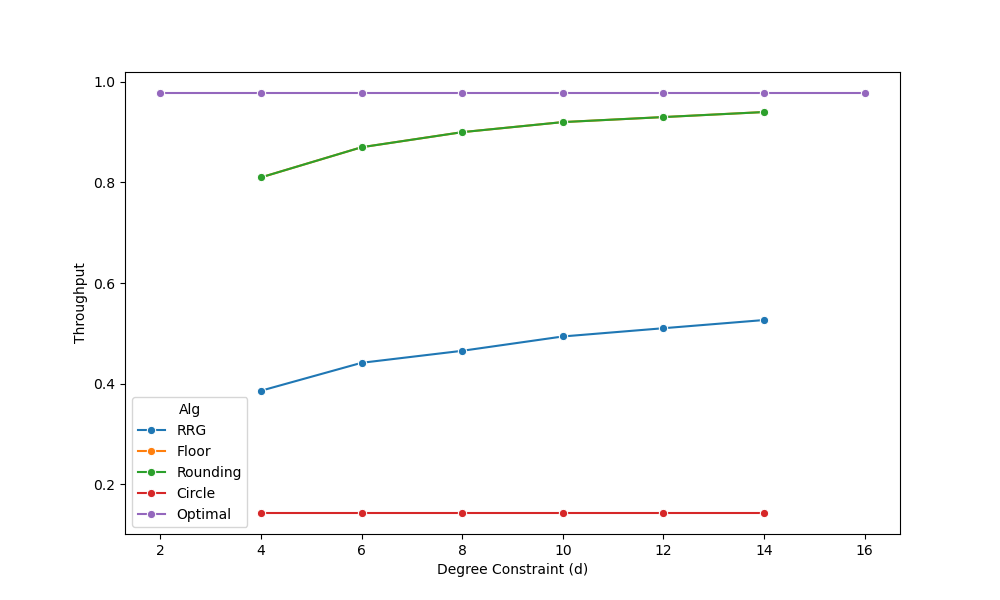 1.0
0.8
0.6
0.4
0.2
Throughput
Alg
RRG
Floor
Rounding
Circle
Optimal
2 4 6 8 10 12 14 16
Degree Constraint (d)